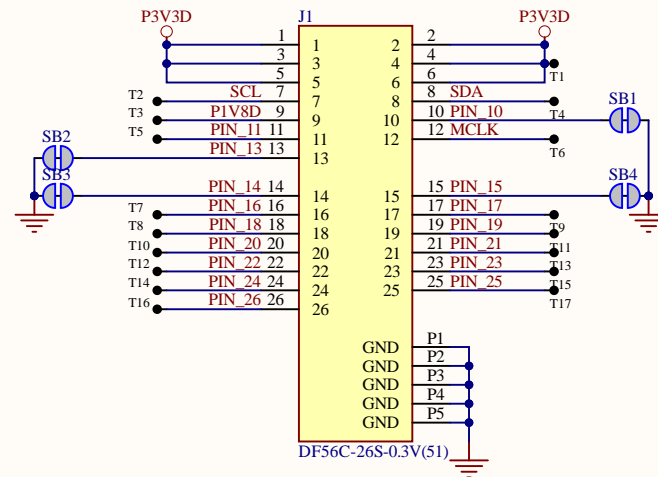 P3V3D J1 P3V3D
1 1 2 2
3 3 4 4 T1
5 5 6 6
T2 SCL 7 7 8 8 SDA T4
T3 P1V8D 9 9 10 10 PIN_10 SB1
T5 PIN_11 11 11 12 12 MCLK T6
SB2 PIN_13 13 13
SB3 PIN_14 14 14 15 15 PIN_15 SB4
T7 PIN_16 16 16 17 17 PIN_17 T9
T8 PIN_18 18 18 19 19 PIN_19 T11
T10 PIN_20 20 20 21 21 PIN_21 T13
T12 PIN_22 22 22 23 23 PIN_23 T15
T14 PIN_24 24 24 25 25 PIN_25 T17
T16 PIN_26 26 26
GND P1
GND P2
GND P3
GND P4
GND P5
DF56C-26S-0.3V(51)